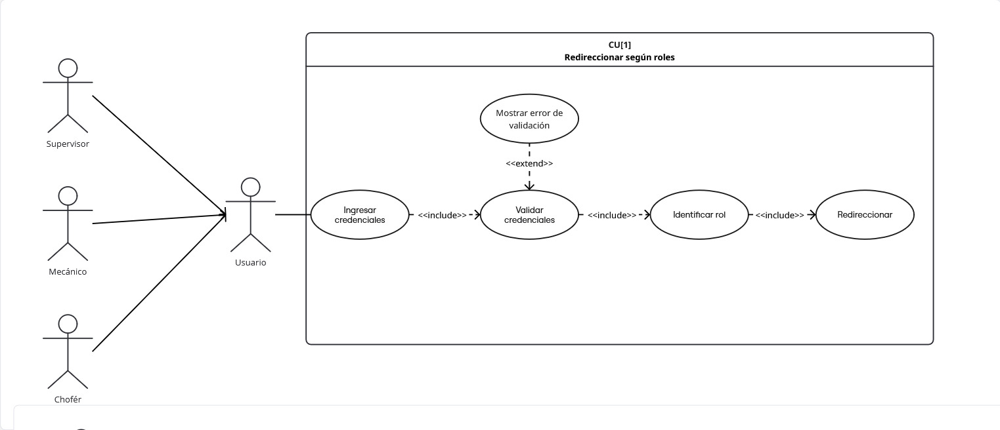 CU[1]
Redireccionar según roles
Supervisor
Mostrar error de
validación
<<extend>>
Mecánico
Usuario
Ingresar
credenciales
<<include>>
Validar
credenciales
<<include>>
Identificar rol
<<include>>
Redireccionar
Chofér